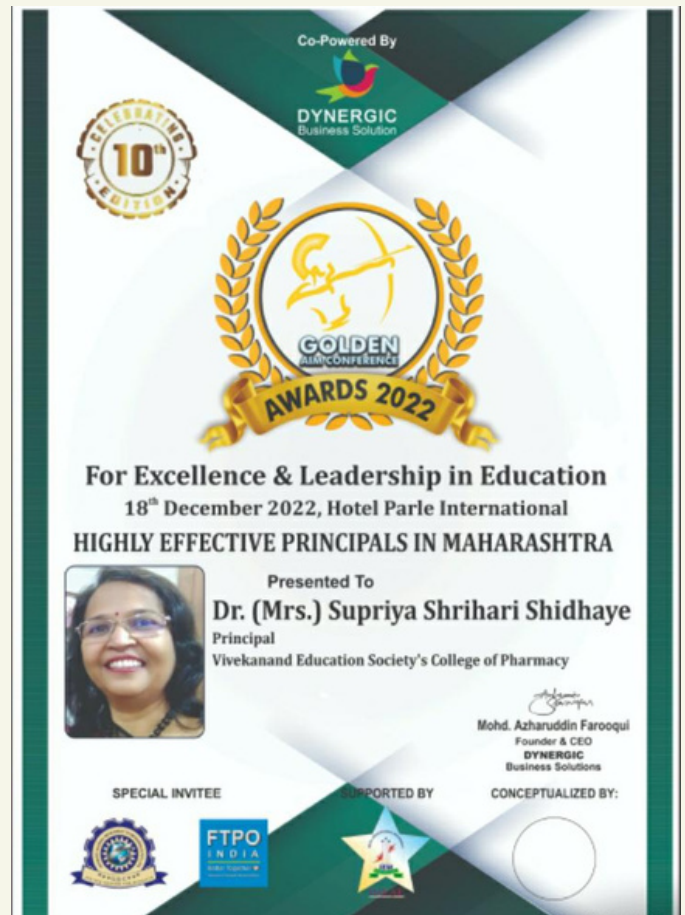 Co-Powered By
DYNERGIC
Business Solution
CELEBRATING
10th
EDITION
GOLDEN
AIM CONFERENCE
AWARDS 2022
For Excellence & Leadership in Education
18th December 2022, Hotel Parle International
HIGHLY EFFECTIVE PRINCIPALS IN MAHARASHTRA
Presented To
Dr. (Mrs.) Supriya Shrihari Shidhaye
Principal
Vivekanand Education Society's College of Pharmacy
Mohd. Azharuddin Farooqui
Founder & CEO
DYNERGIC
Business Solutions
SPECIAL INVITEE
SUPPORTED BY
CONCEPTUALIZED BY:
FTPO
INDIA